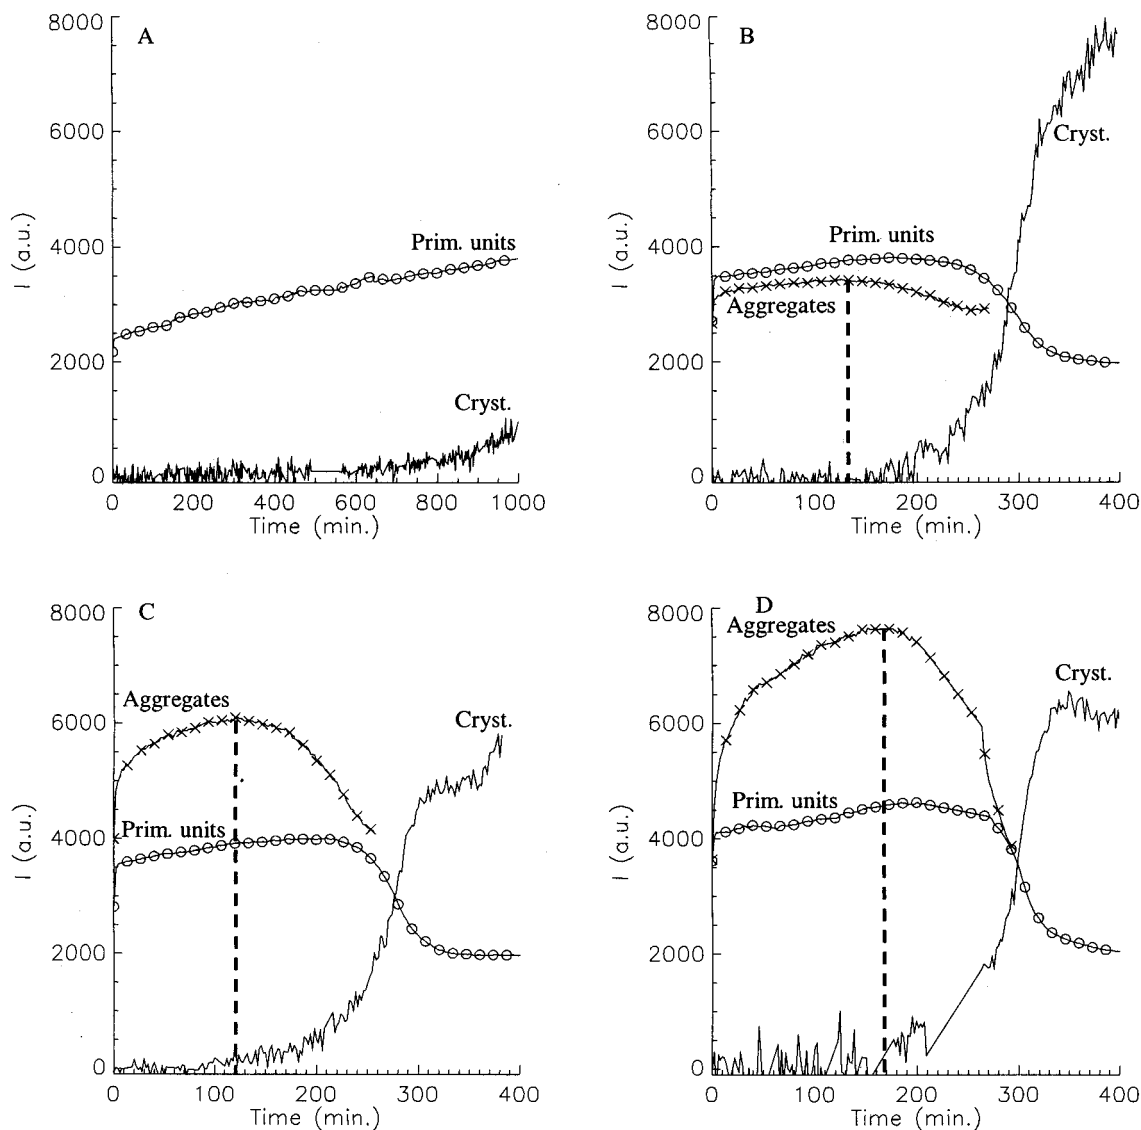 A
8000
6000
4000
2000
0
I (a.u.)
Prim. units
Cryst.
0 200 400 600 800 1000
Time (min.)
B
8000
6000
4000
2000
0
I (a.u.)
Cryst.
Prim. units
Aggregates
0 100 200 300 400
Time (min.)
C
8000
6000
4000
2000
0
I (a.u.)
Aggregates
Cryst.
Prim. units
0 100 200 300 400
Time (min.)
D
8000
6000
4000
2000
0
I (a.u.)
Aggregates
Cryst.
Prim. units
0 100 200 300 400
Time (min.)